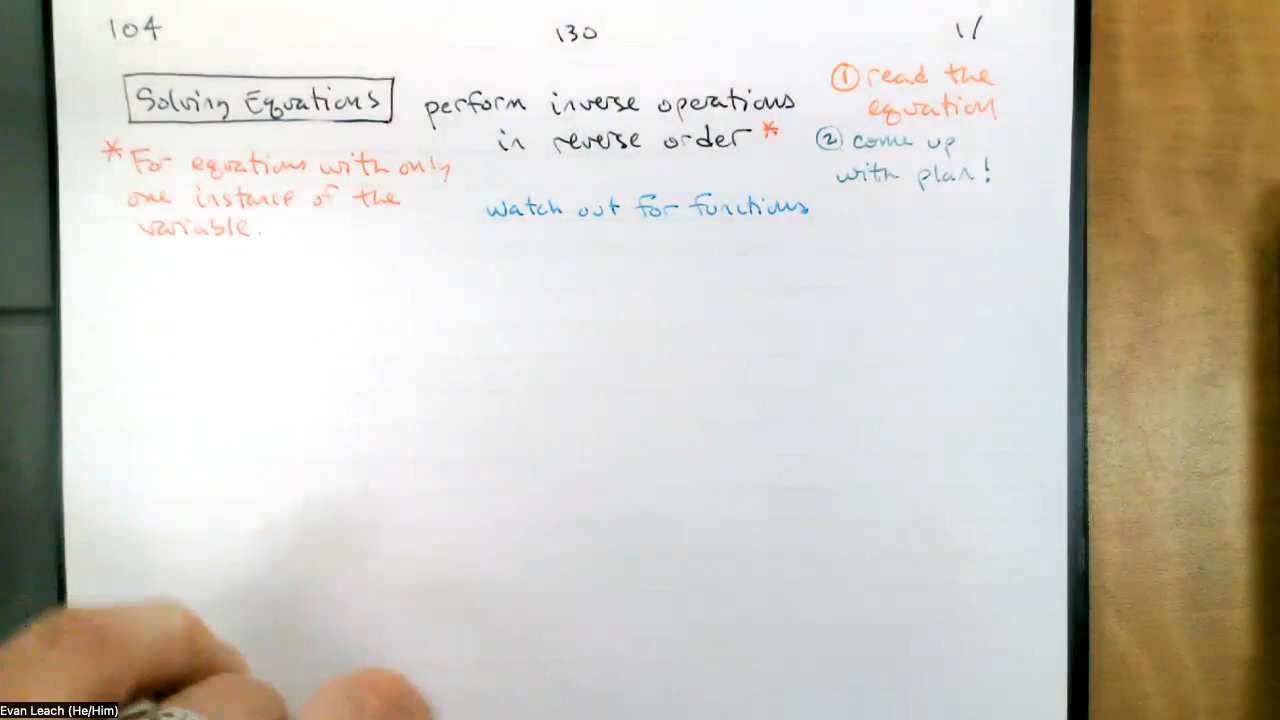 104 130 1/
Solving Equations
perform inverse operations
in reverse order *
① read the
equation
② come up
with plan!
* For equations with only
one instance of the
variable.
watch out for functions
Evan Leach (He/Him)